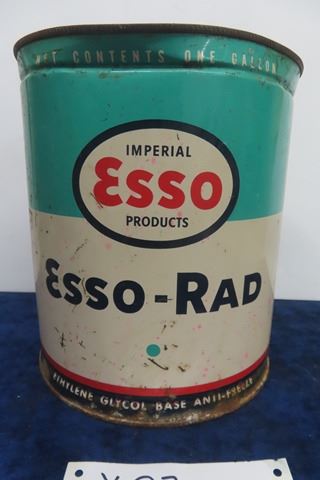 NET CONTENTS ONE GALLON
IMPERIAL
Esso
PRODUCTS
Esso-Rad
ETHYLENE GLYCOL BASE ANTI-FREEZE